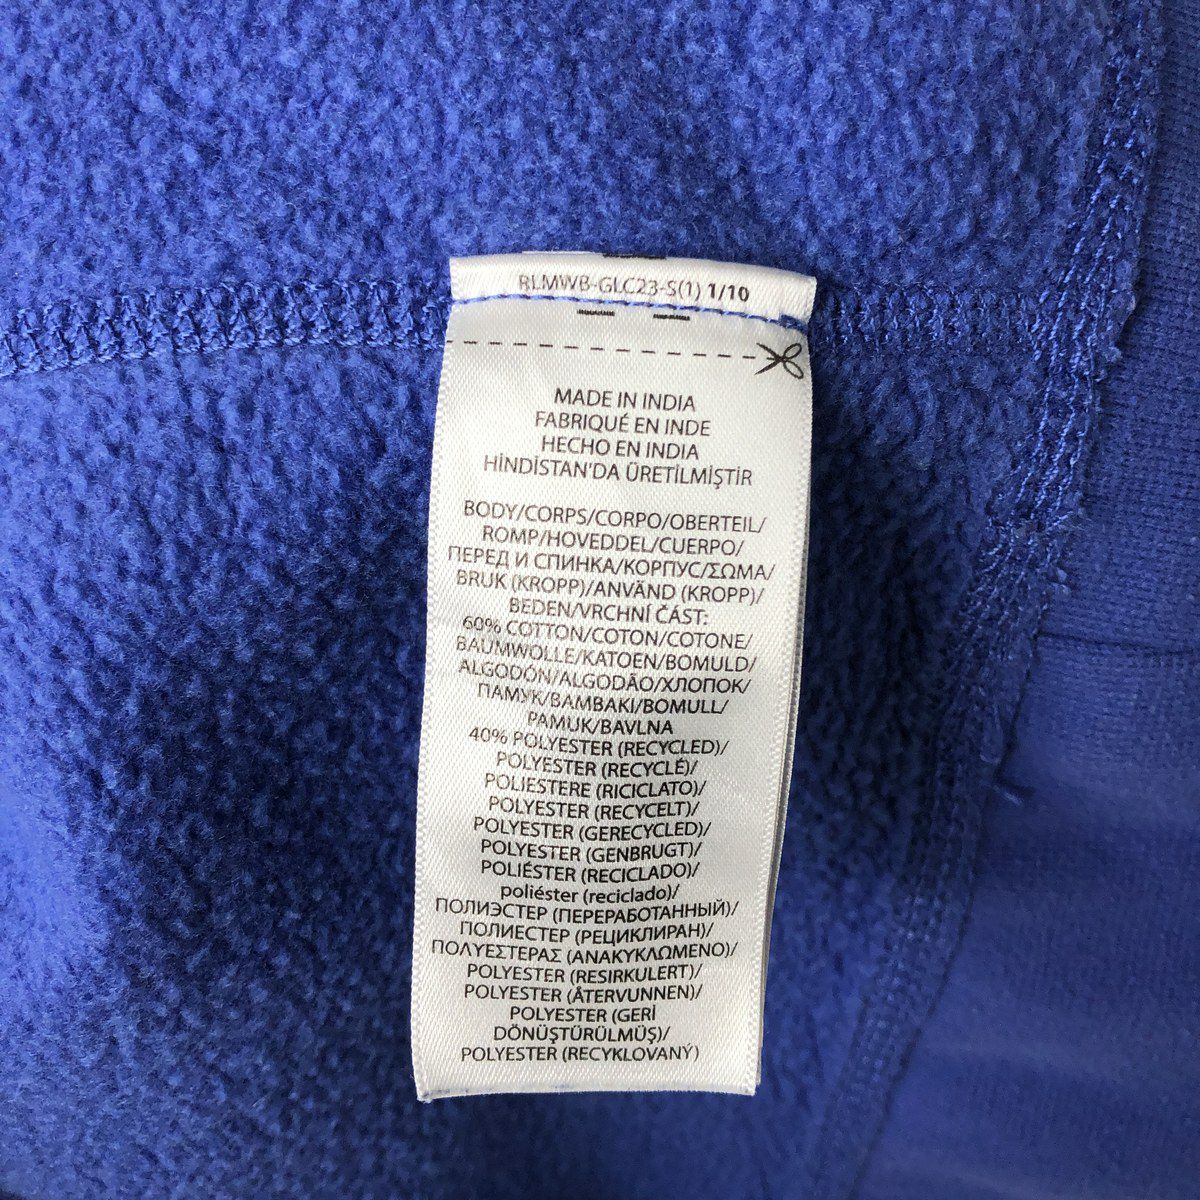 RLMWB-GLC23-S(1) 1/10
MADE IN INDIA
FABRIQUÉ EN INDE
HECHO EN INDIA
HİNDİSTAN'DA ÜRETİLMİŞTİR
BODY/CORPS/CORPO/OBERTEIL/
ROMP/HOVEDDEL/CUERPO/
ПЕРЕД И СПИНКА/КОРПУС/ΣΩΜΑ/
BRUK (KROPP)/ANVÄND (KROPP)/
BEDEN/VRCHNÍ ČÁST:
60% COTTON/COTON/COTONE/
BAUMWOLLE/KATOEN/BOMULD/
ALGODÓN/ALGODÃO/ХЛОПОК/
ПАМУК/ΒΑΜΒΑΚΙ/BOMULL/
PAMUK/BAVLNA
40% POLYESTER (RECYCLED)/
POLYESTER (RECYCLÉ)/
POLIESTERE (RICICLATO)/
POLYESTER (RECYCELT)/
POLYESTER (GERECYCLED)/
POLYESTER (GENBRUGT)/
POLIÉSTER (RECICLADO)/
poliéster (reciclado)/
ПОЛИЭСТЕР (ПЕРЕРАБОТАННЫЙ)/
ПОЛИЕСТЕР (РЕЦИКЛИРАН)/
ΠΟΛΥΕΣΤΕΡΑΣ (ΑΝΑΚΥΚΛΩΜΕΝΟ)/
POLYESTER (RESIRKULERT)/
POLYESTER (ÅTERVUNNEN)/
POLYESTER (GERİ
DÖNÜŞTÜRÜLMÜŞ)/
POLYESTER (RECYKLOVANÝ)